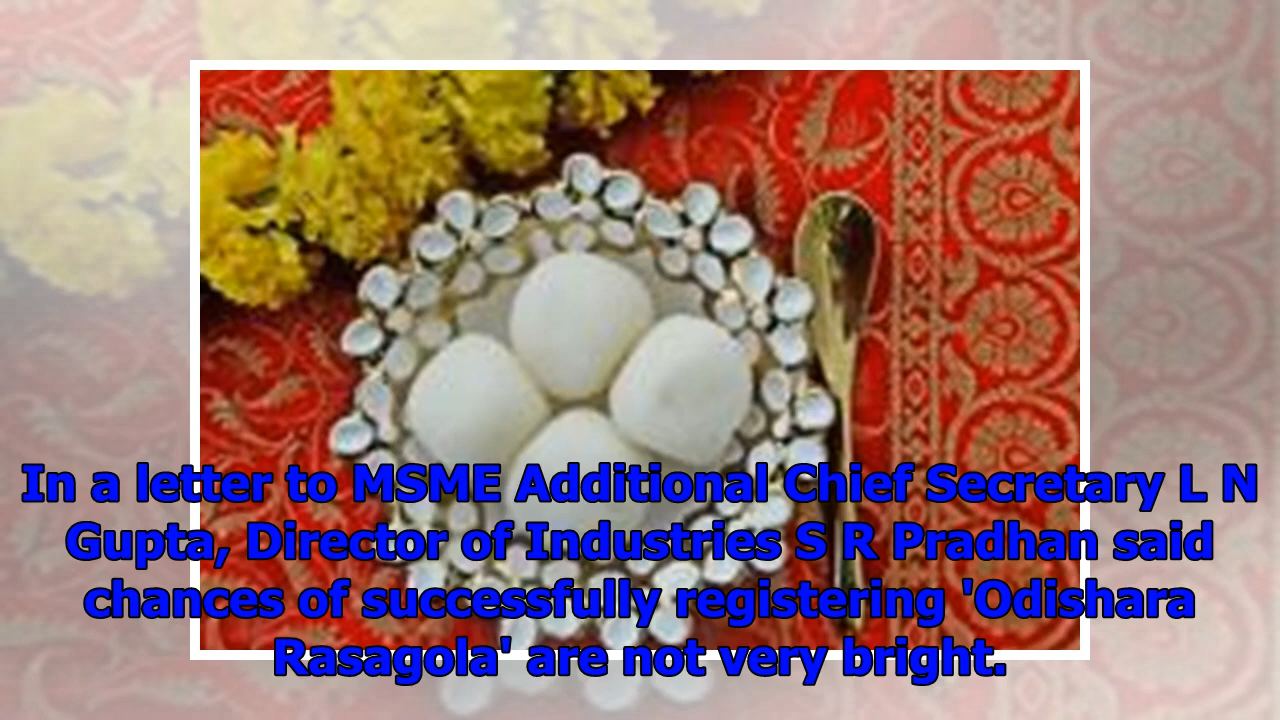 In a letter to MSME Additional Chief Secretary L N
Gupta, Director of Industries S R Pradhan said
chances of successfully registering 'Odishara
Rasagola' are not very bright.